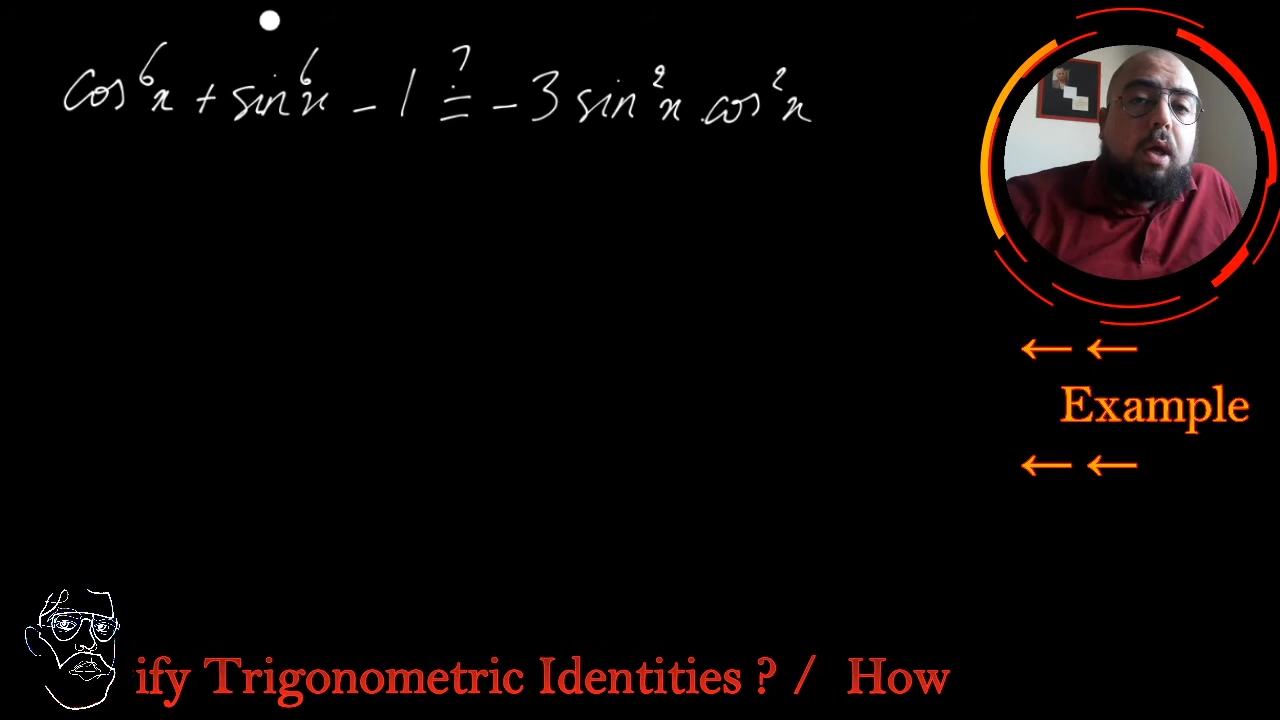 cos⁶x + sin⁶x - 1 ≟ - 3 sin²x . cos²x
← ←
Example
← ←
ify Trigonometric Identities ? / How